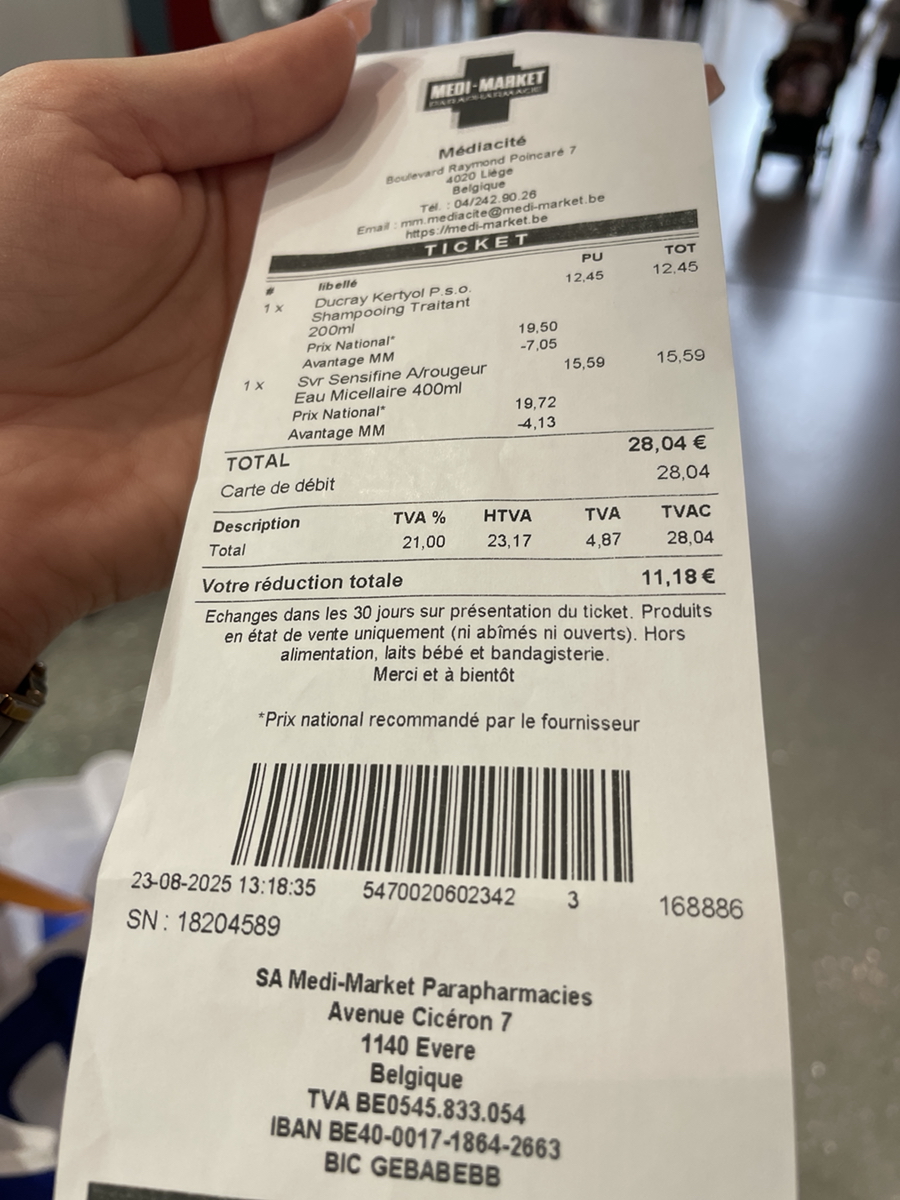 MEDI-MARKET
PARAPHARMACIE
Médiacité
Boulevard Raymond Poincaré 7
4020 Liège
Belgique
Tél. : 04/242.90.26
Email : mm.mediacite@medi-market.be
https://medi-market.be
TICKET
# libellé PU TOT
1 x Ducray Kertyol P.s.o. 12,45 12,45
Shampooing Traitant
200ml
Prix National* 19,50
Avantage MM -7,05
1 x Svr Sensifine A/rougeur 15,59 15,59
Eau Micellaire 400ml
Prix National* 19,72
Avantage MM -4,13
TOTAL 28,04 €
Carte de débit 28,04
Description TVA % HTVA TVA TVAC
Total 21,00 23,17 4,87 28,04
Votre réduction totale 11,18 €
Echanges dans les 30 jours sur présentation du ticket. Produits
en état de vente uniquement (ni abîmés ni ouverts). Hors
alimentation, laits bébé et bandagisterie.
Merci et à bientôt
*Prix national recommandé par le fournisseur
23-08-2025 13:18:35 5470020602342 3 168886
SN : 18204589
SA Medi-Market Parapharmacies
Avenue Cicéron 7
1140 Evere
Belgique
TVA BE0545.833.054
IBAN BE40-0017-1864-2663
BIC GEBABEBB